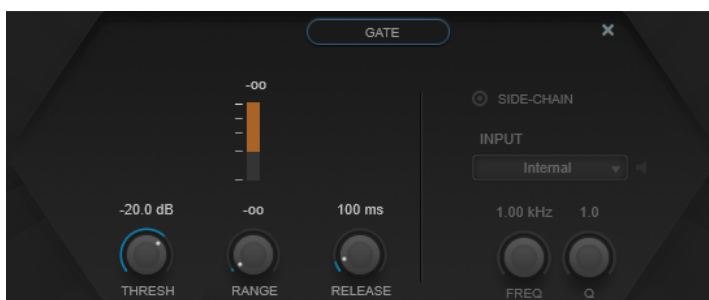 GATE
×
-oo
SIDE-CHAIN
INPUT
Internal
-20.0 dB
-oo
100 ms
1.00 kHz
1.0
THRESH
RANGE
RELEASE
FREQ
Q